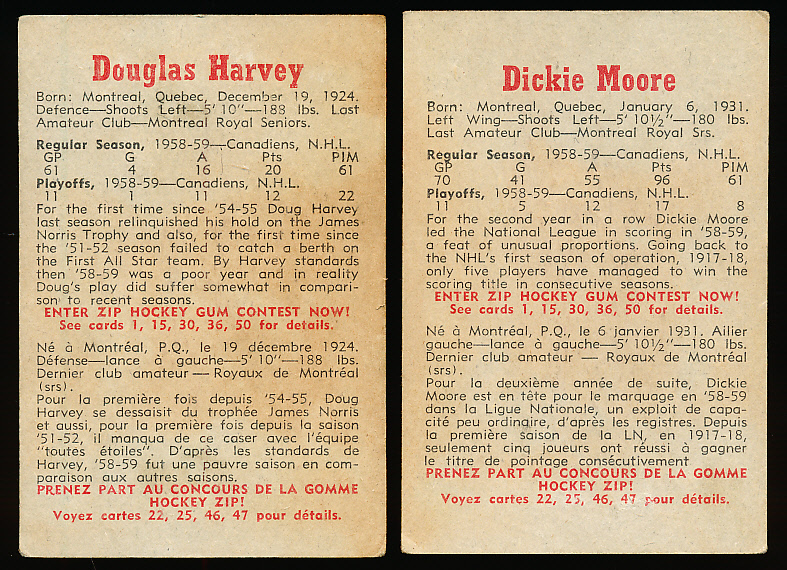 Douglas Harvey
Born: Montreal, Quebec, December 19, 1924.
Defence—Shoots Left—5' 10"—188 lbs. Last
Amateur Club—Montreal Royal Seniors.
Regular Season, 1958-59—Canadiens, N.H.L.
GP G A Pts PIM
61 4 16 20 61
Playoffs, 1958-59—Canadiens, N.H.L.
11 1 11 12 22
For the first time since '54-55 Doug Harvey
last season relinquished his hold on the James
Norris Trophy and also, for the first time since
the '51-52 season failed to catch a berth on
the First All Star team. By Harvey standards
then '58-59 was a poor year and in reality
Doug's play did suffer somewhat in compari-
son to recent seasons.
ENTER ZIP HOCKEY GUM CONTEST NOW!
See cards 1, 15, 30, 36, 50 for details.
Né à Montréal, P.Q., le 19 décembre 1924.
Défense—lance à gauche—5' 10"—188 lbs.
Dernier club amateur — Royaux de Montréal
(srs).
Pour la première fois depuis '54-55, Doug
Harvey se dessaisit du trophée James Norris
et aussi, pour la première fois depuis la saison
'51-52, il manqua de ce caser avec l'équipe
"toutes étoiles". D'après les standards de
Harvey, '58-59 fut une pauvre saison en com-
paraison aux autres saisons.
PRENEZ PART AU CONCOURS DE LA GOMME
HOCKEY ZIP!
Voyez cartes 22, 25, 46, 47 pour détails.
Dickie Moore
Born: Montreal, Quebec, January 6, 1931.
Left Wing—Shoots Left—5' 10½"—180 lbs.
Last Amateur Club—Montreal Royal Srs.
Regular Season, 1958-59—Canadiens, N.H.L.
GP G A Pts PIM
70 41 55 96 61
Playoffs, 1958-59—Canadiens, N.H.L.
11 5 12 17 8
For the second year in a row Dickie Moore
led the National League in scoring in '58-59,
a feat of unusual proportions. Going back to
the NHL's first season of operation, 1917-18,
only five players have managed to win the
scoring title in consecutive seasons.
ENTER ZIP HOCKEY GUM CONTEST NOW!
See cards 1, 15, 30, 36, 50 for details.
Né à Montréal, P.Q., le 6 janvier 1931. Ailier
gauche—lance à gauche—5' 10½"—180 lbs.
Dernier club amateur — Royaux de Montréal
(srs).
Pour la deuxième année de suite, Dickie
Moore est en tête pour le marquage en '58-59
dans la Ligue Nationale, un exploit de capa-
cité peu ordinaire, d'après les registres. Depuis
la première saison de la LN, en 1917-18,
seulement cinq joueurs ont réussi à gagner
le titre de pointage consécutivement
PRENEZ PART AU CONCOURS DE LA GOMME
HOCKEY ZIP!
Voyez cartes 22, 25, 46, 47 pour détails.